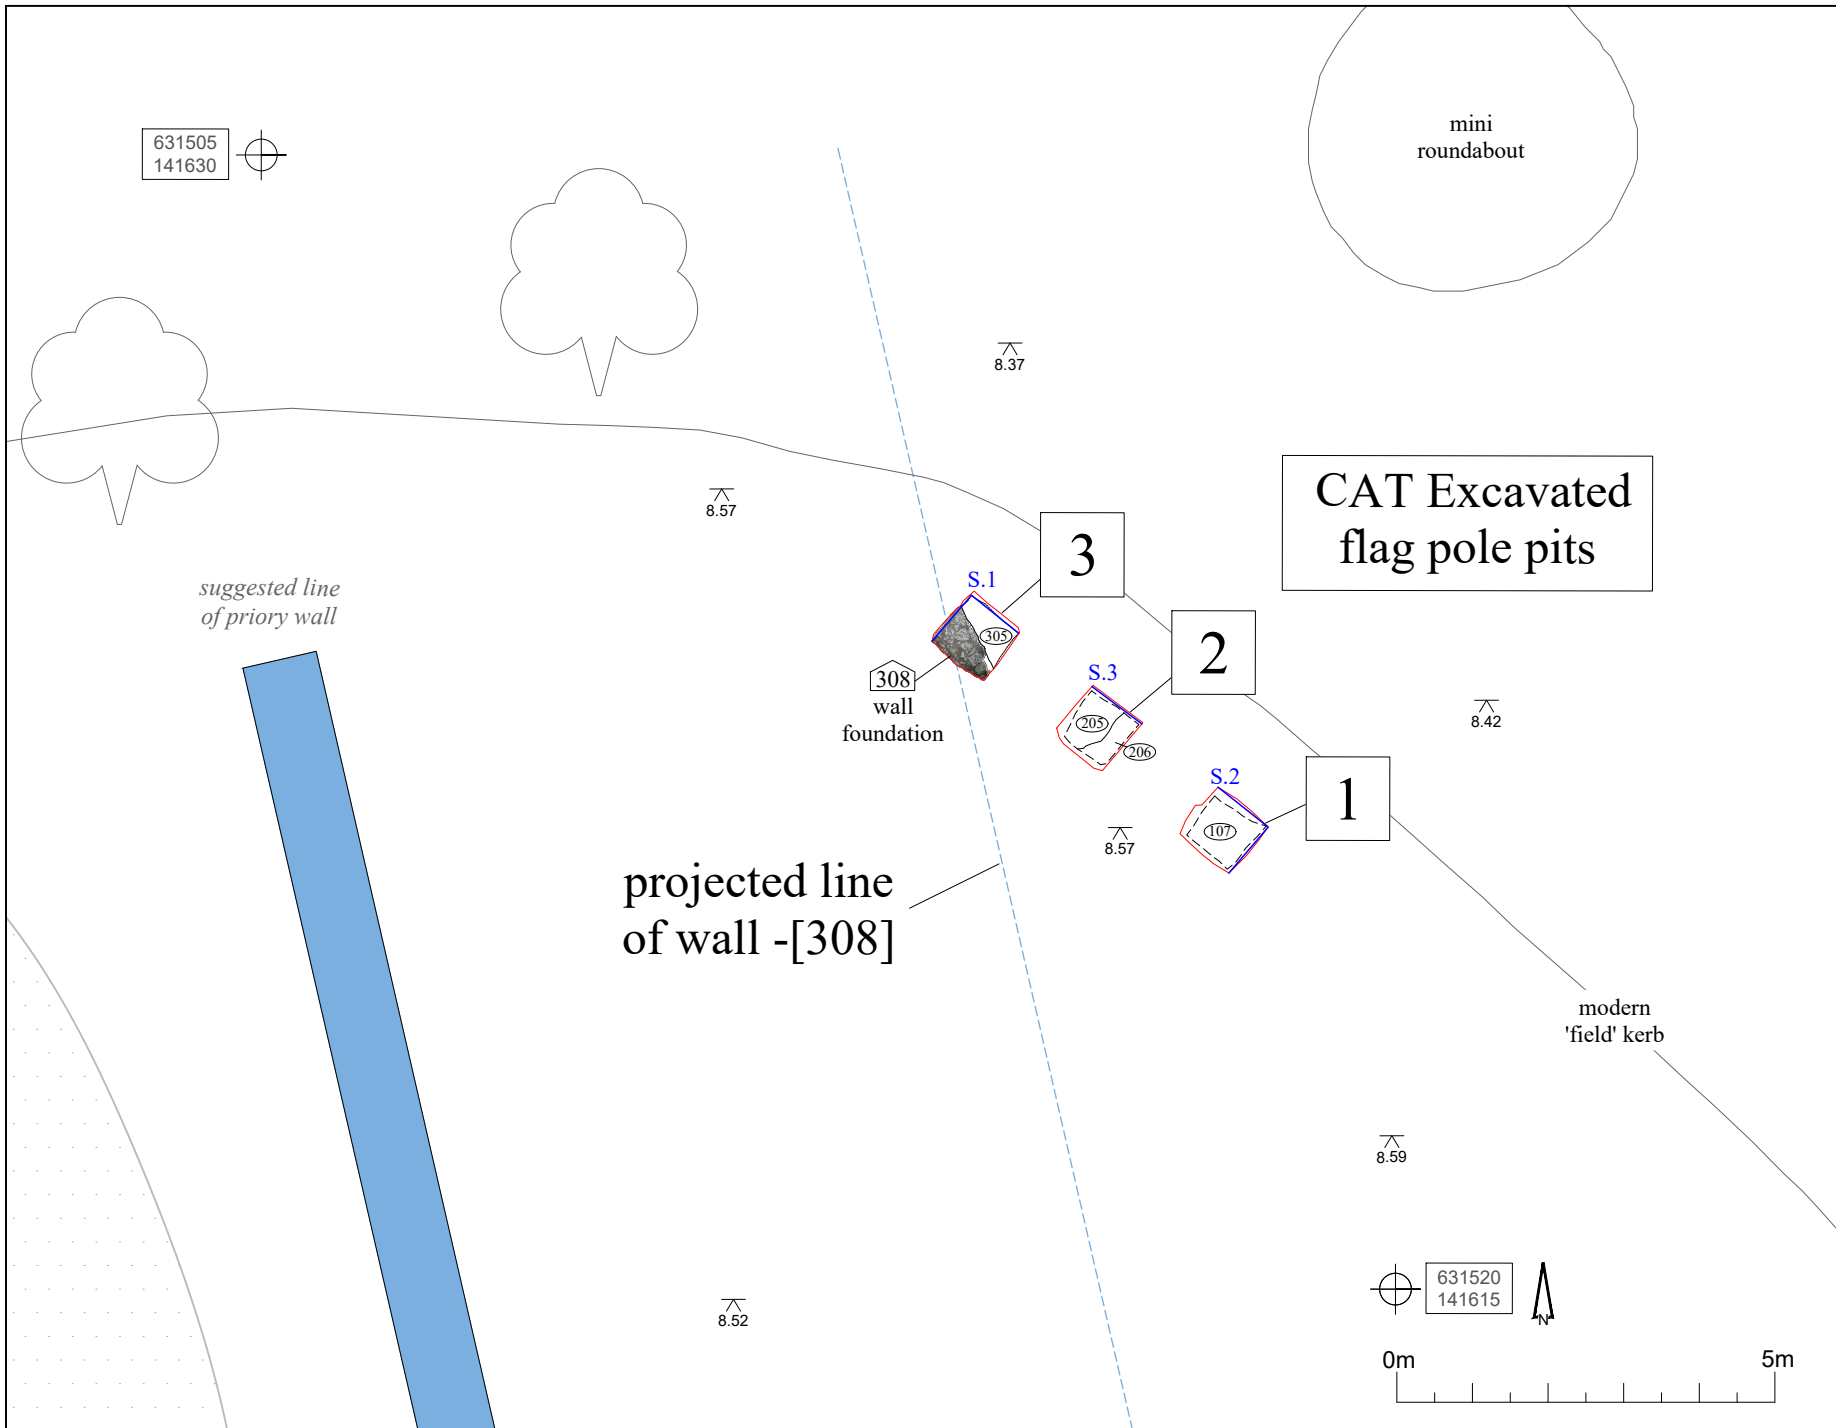 631505
141630
mini
roundabout
8.37
8.57
CAT Excavated
flag pole pits
3
suggested line
of priory wall
S.1
305
2
308
wall
foundation
S.3
205
206
8.42
S.2
1
107
8.57
projected line
of wall -[308]
modern
'field' kerb
8.59
8.52
631520
141615
N
0m
5m